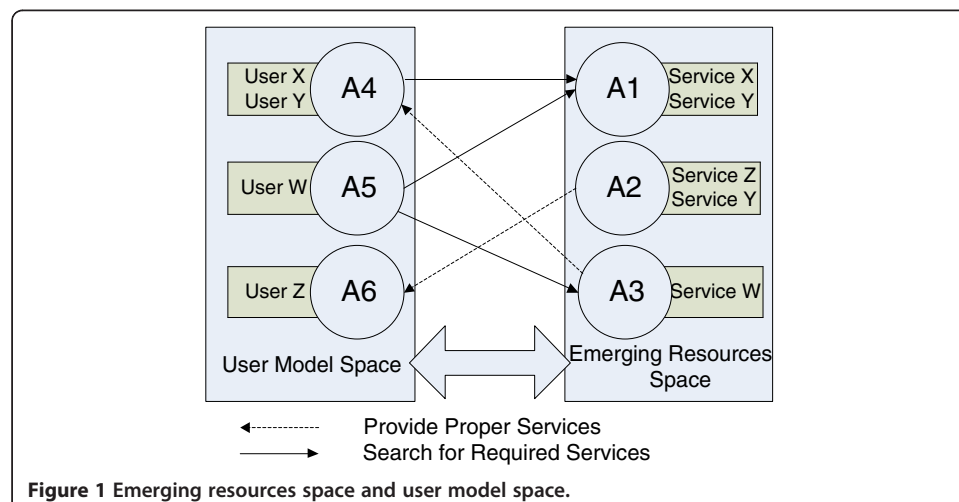 User X
User Y
A4
A1
Service X
Service Y
User W
A5
A2
Service Z
Service Y
User Z
A6
A3
Service W
User Model Space
Emerging Resources
Space
Provide Proper Services
Search for Required Services
Figure 1 Emerging resources space and user model space.